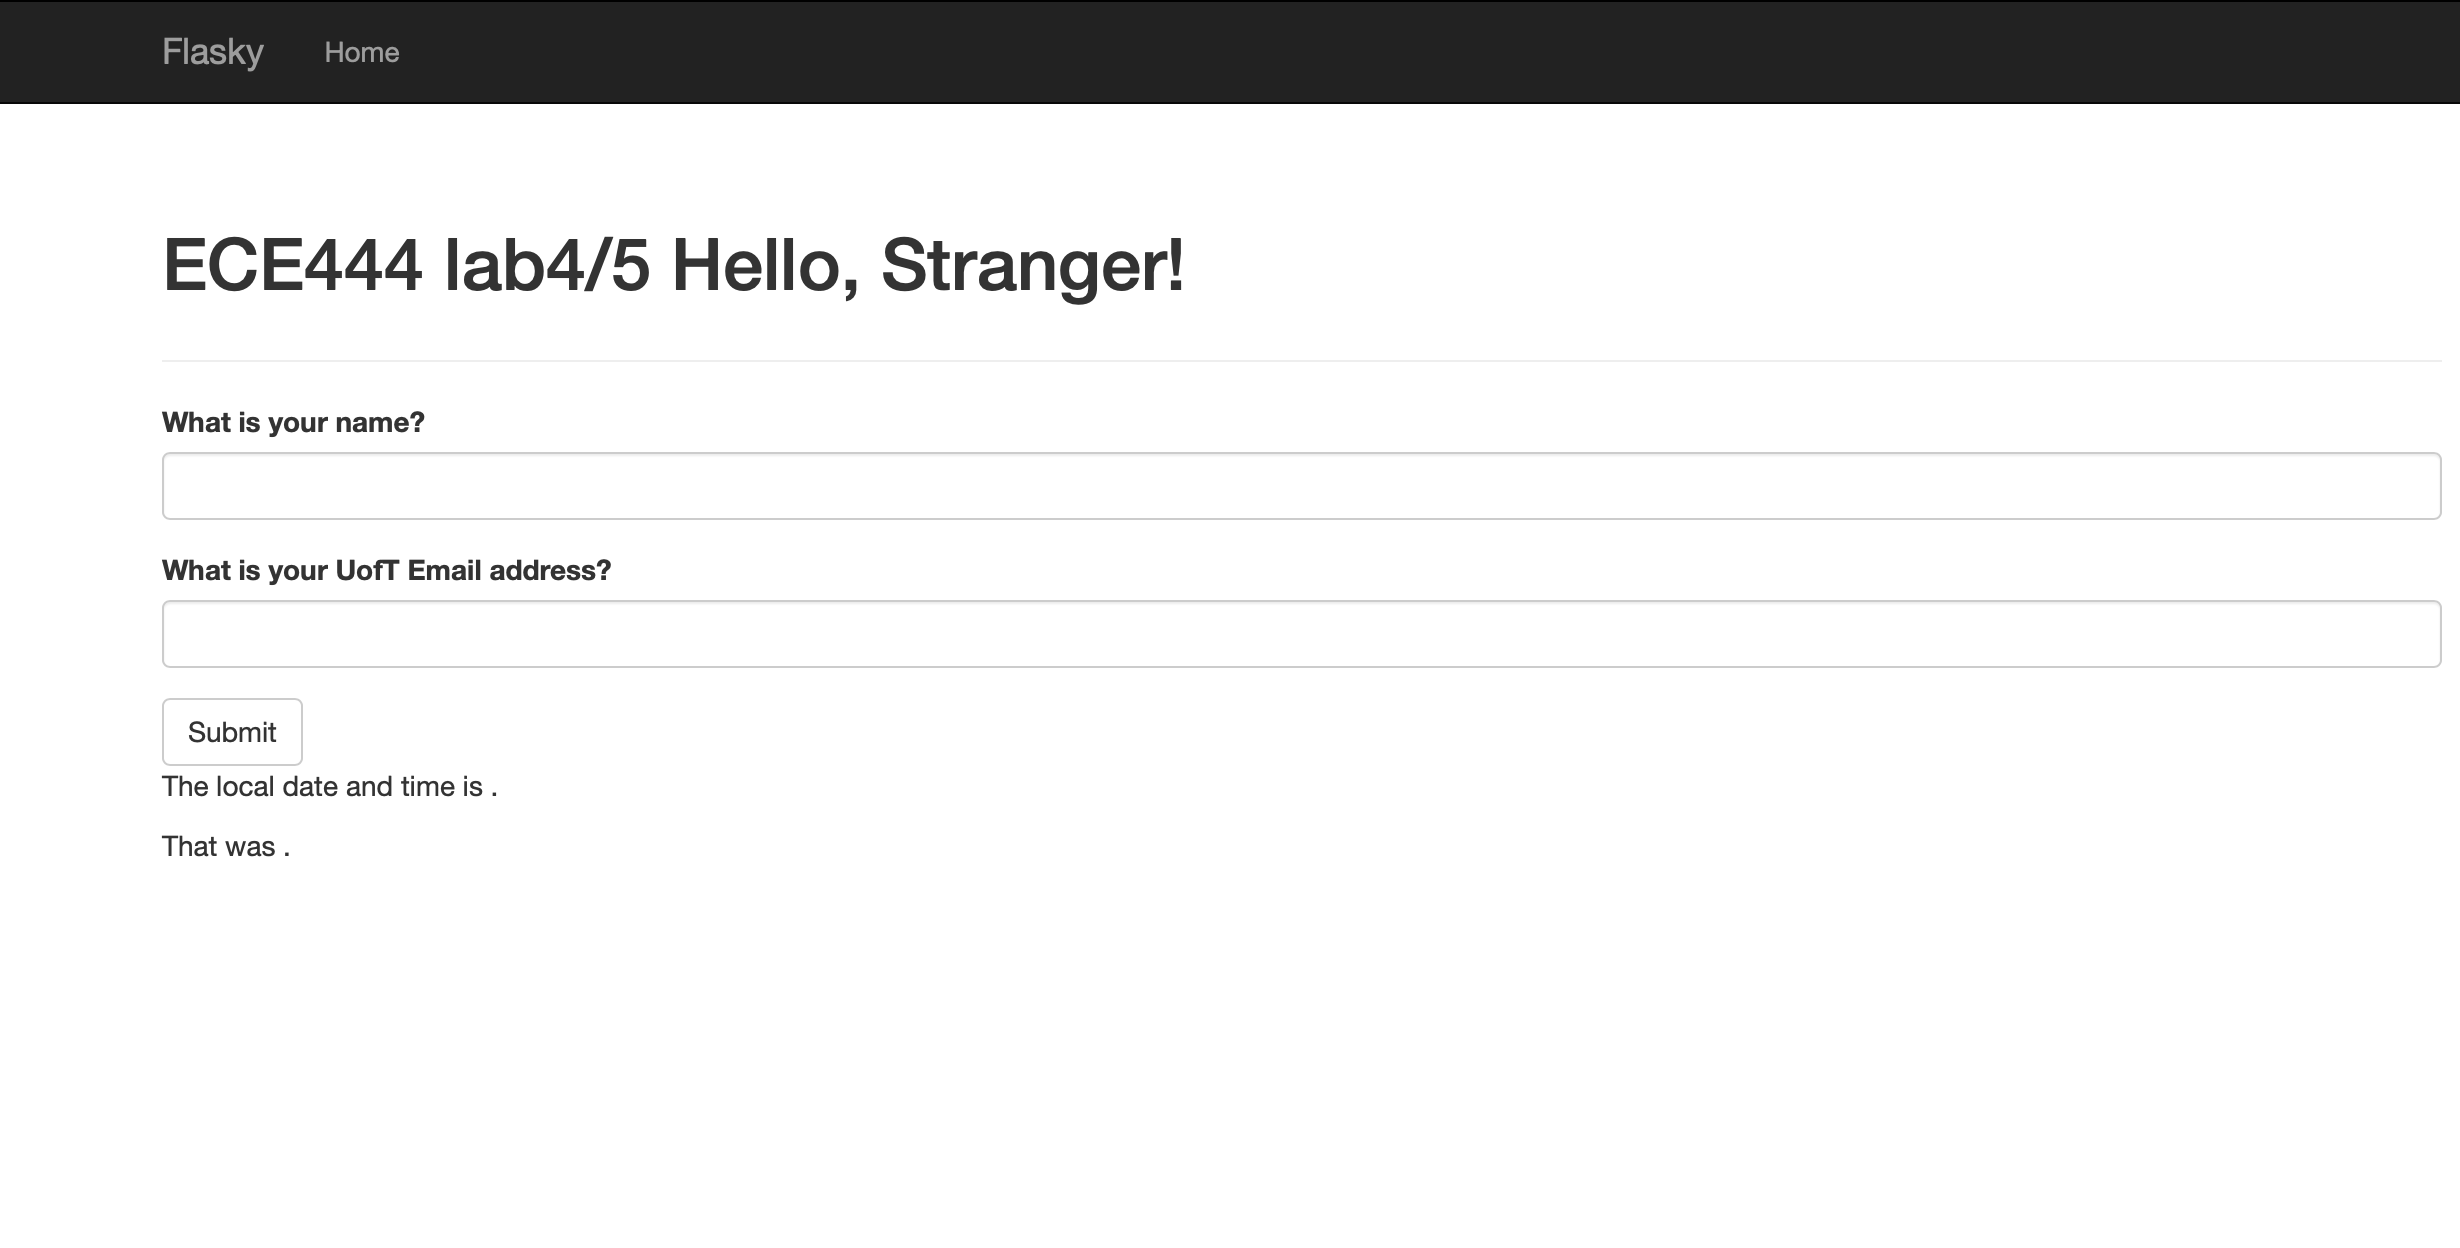 Flasky Home
ECE444 lab4/5 Hello, Stranger!
What is your name?
What is your UofT Email address?
Submit
The local date and time is .
That was .